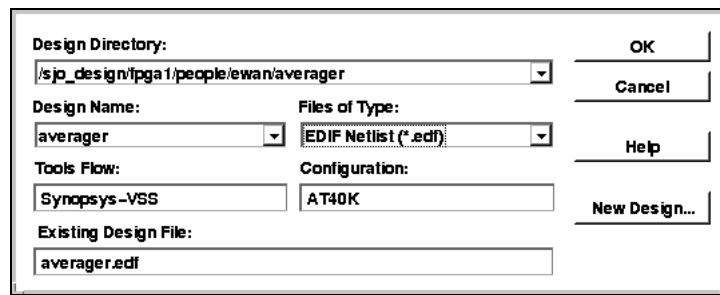 Design Directory:
/sjo_design/fpga1/people/ewan/averager
OK
Cancel
Design Name:
Files of Type:
averager
EDIF Netlist (*.edf)
Help
Tools Flow:
Configuration:
Synopsys-VSS
AT40K
New Design...
Existing Design File:
averager.edf